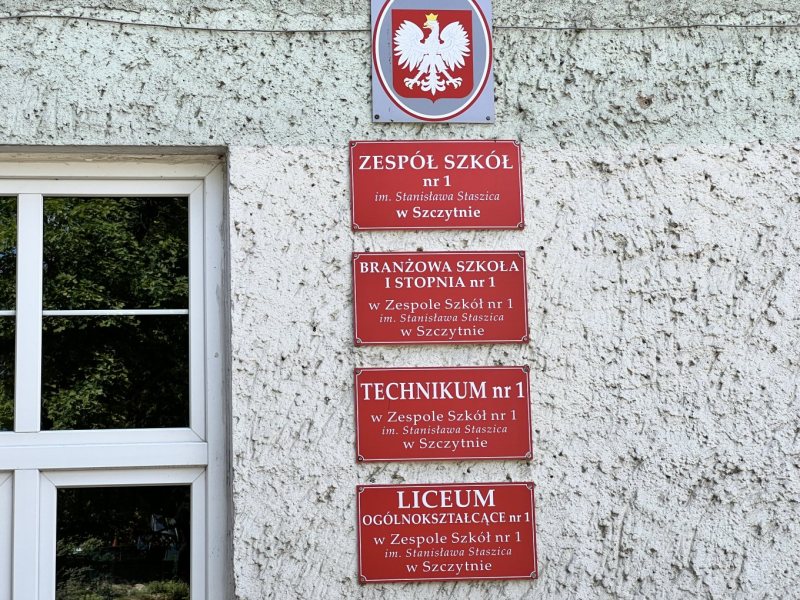 ZESPÓŁ SZKÓŁ
nr 1
im. Stanisława Staszica
w Szczytnie
BRANŻOWA SZKOŁA
I STOPNIA nr 1
w Zespole Szkół nr 1
im. Stanisława Staszica
w Szczytnie
TECHNIKUM nr 1
w Zespole Szkół nr 1
im. Stanisława Staszica
w Szczytnie
LICEUM
OGÓLNOKSZTAŁCĄCE nr 1
w Zespole Szkół nr 1
im. Stanisława Staszica
w Szczytnie